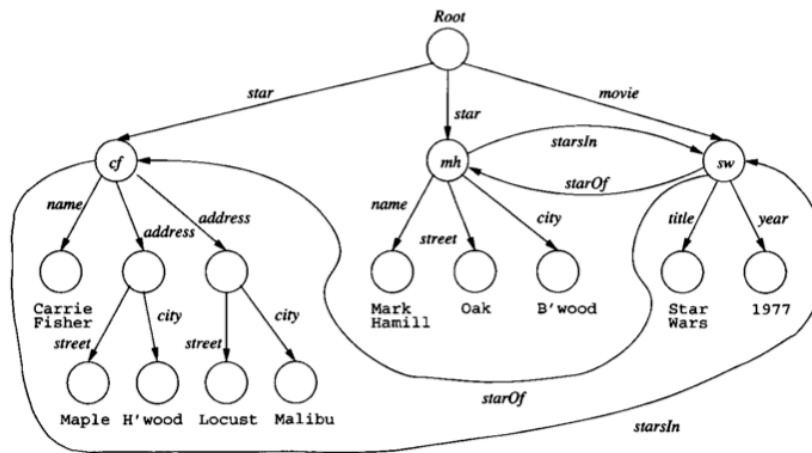 Root
star
star
movie
cf
mh
starsIn
sw
starOf
name
address
address
name
street
city
title
year
Carrie
Fisher
Mark
Hamill
Oak
B'wood
Star
Wars
1977
street
city
street
city
Maple
H'wood
Locust
Malibu
starOf
starsIn